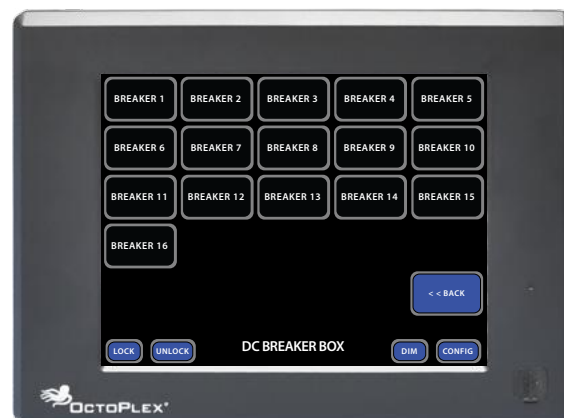 BREAKER 1 BREAKER 2 BREAKER 3 BREAKER 4 BREAKER 5
BREAKER 6 BREAKER 7 BREAKER 8 BREAKER 9 BREAKER 10
BREAKER 11 BREAKER 12 BREAKER 13 BREAKER 14 BREAKER 15
BREAKER 16
< < BACK
LOCK UNLOCK DC BREAKER BOX DIM CONFIG
OCTOPLEX®